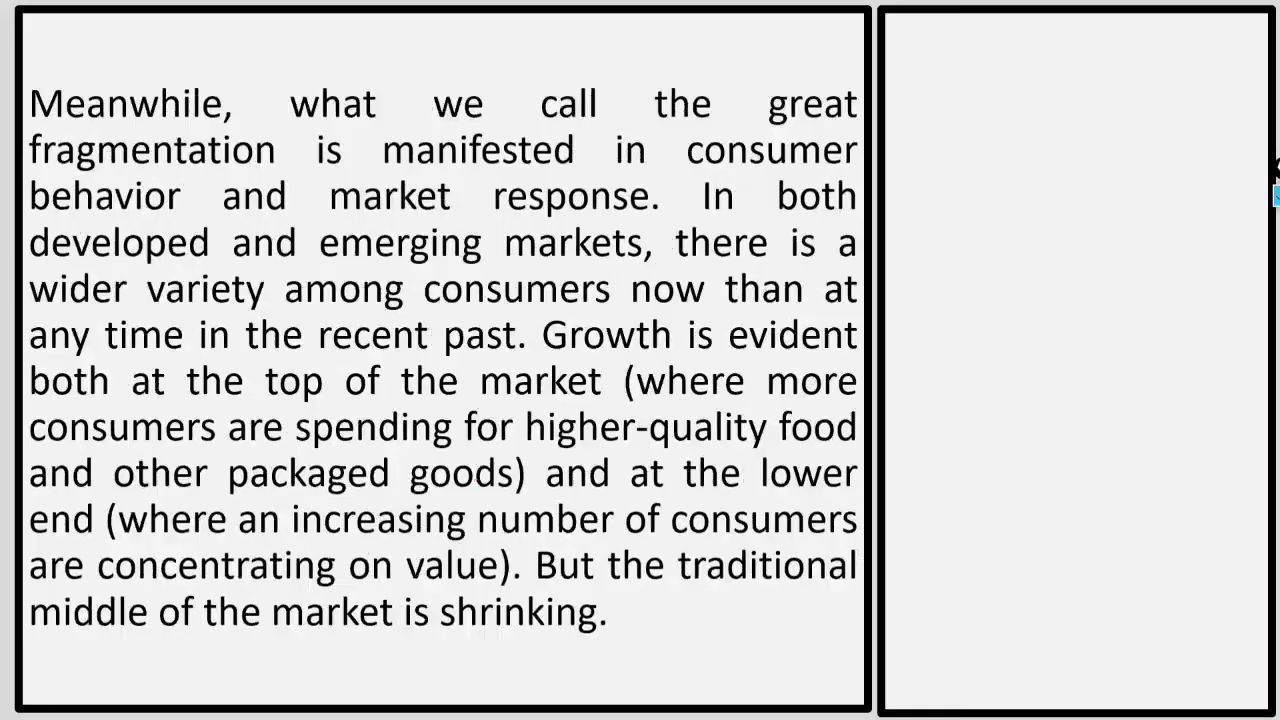 Meanwhile, what we call the great
fragmentation is manifested in consumer
behavior and market response. In both
developed and emerging markets, there is a
wider variety among consumers now than at
any time in the recent past. Growth is evident
both at the top of the market (where more
consumers are spending for higher-quality food
and other packaged goods) and at the lower
end (where an increasing number of consumers
are concentrating on value). But the traditional
middle of the market is shrinking.